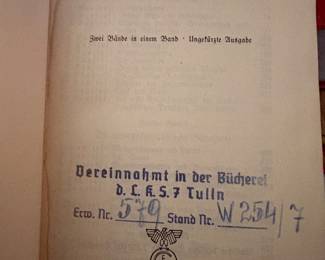 Zwei Bände in einem Band · Ungekürzte Ausgabe
Vereinnahmt in der Bücherei
d. L. K. S. 7 Tulln
Erw. Nr. 579 Stand Nr. W 254/7